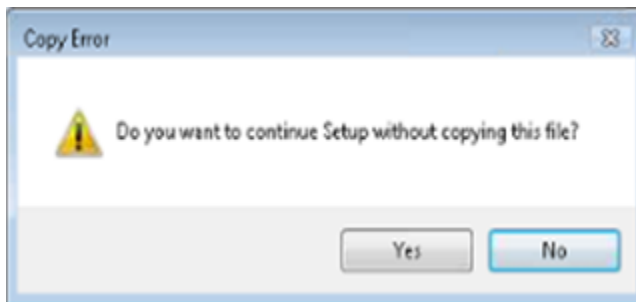 Copy Error
Do you want to continue Setup without copying this file?
Yes No